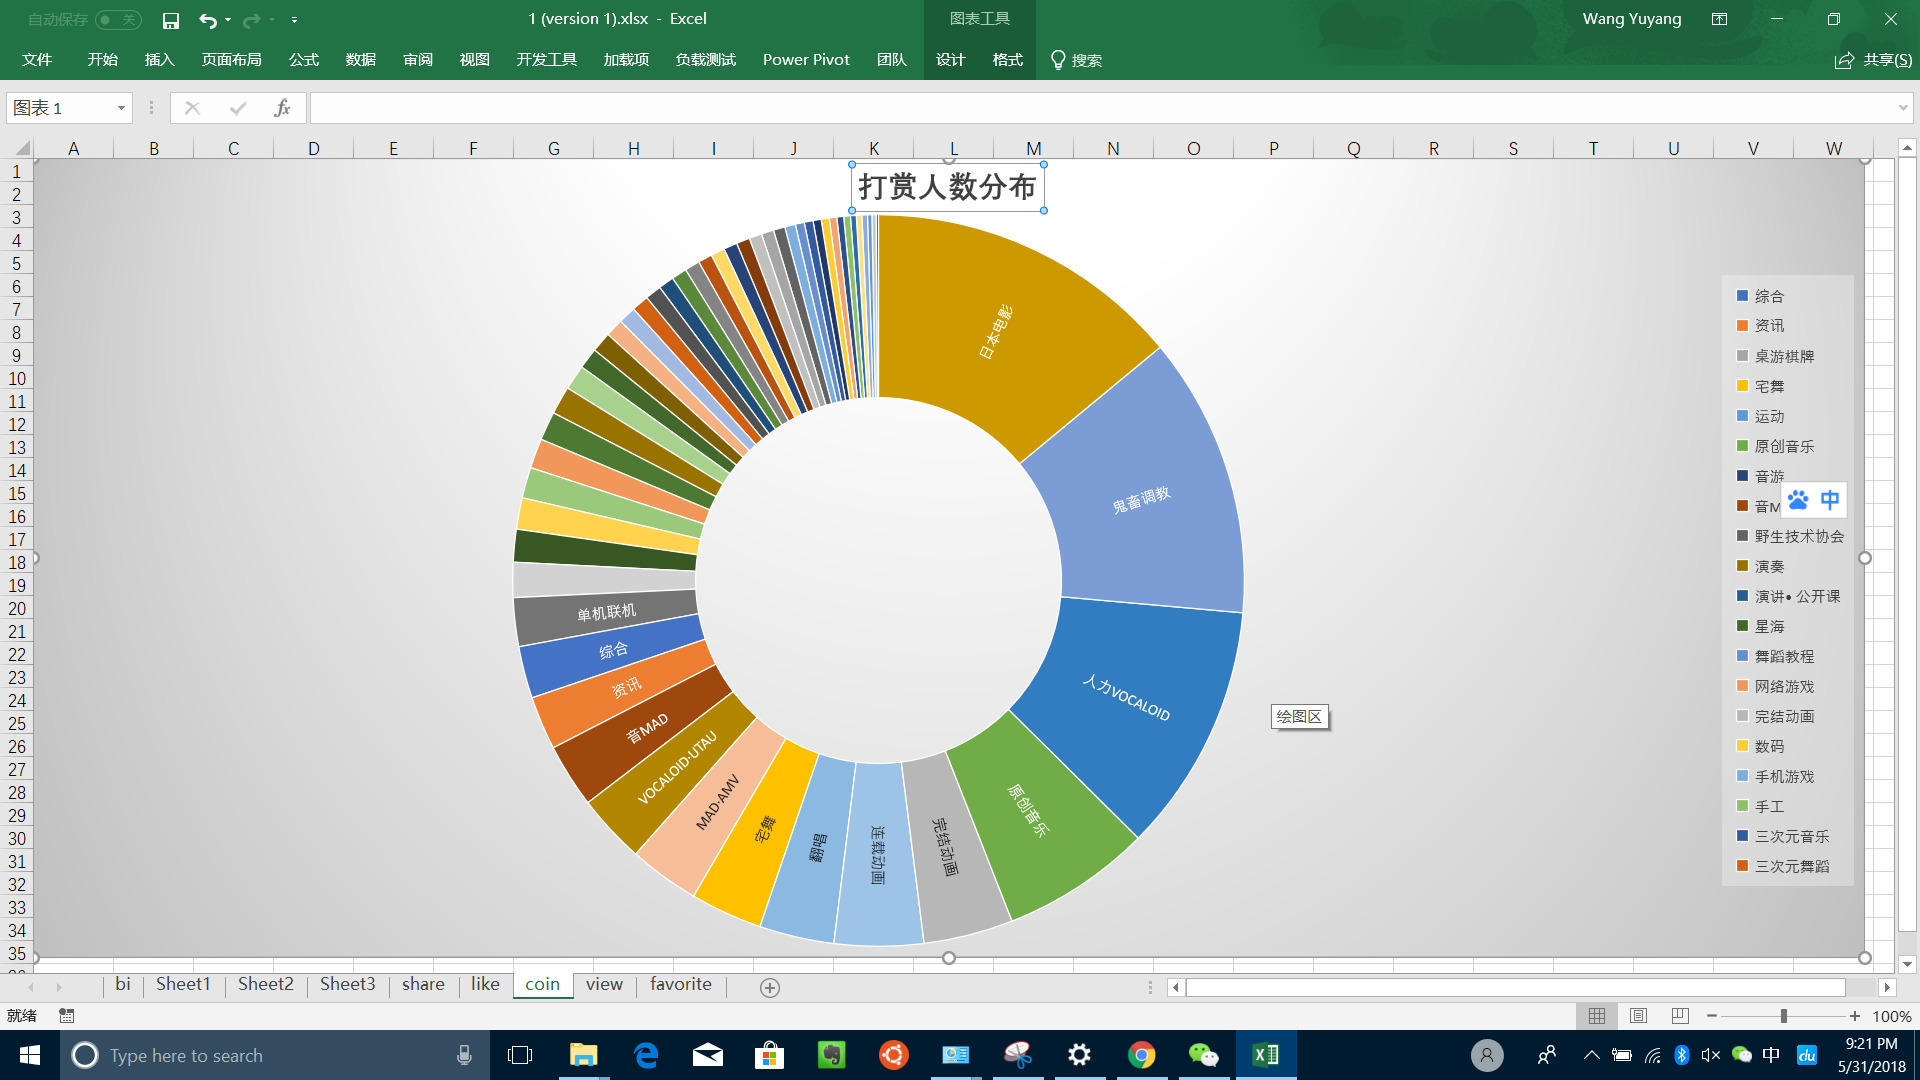 自动保存 关
1 (version 1).xlsx - Excel
图表工具
Wang Yuyang
文件 开始 插入 页面布局 公式 数据 审阅 视图 开发工具 加载项 负载测试 Power Pivot 团队 设计 格式 搜索 共享(S)
图表 1
fx
A B C D E F G H I J K L M N O P Q R S T U V W
1
2
3
4
5
6
7
8
9
10
11
12
13
14
15
16
17
18
19
20
21
22
23
24
25
26
27
28
29
30
31
32
33
34
35
打赏人数分布
日本电影
鬼畜调教
人力VOCALOID
原创音乐
完结动画
连载动画
翻唱
宅舞
MAD·AMV
VOCALOID·UTAU
音MAD
资讯
综合
单机联机
绘图区
综合
资讯
桌游棋牌
宅舞
运动
原创音乐
音游
音M
中
野生技术协会
演奏
演讲• 公开课
星海
舞蹈教程
网络游戏
完结动画
数码
手机游戏
手工
三次元音乐
三次元舞蹈
bi Sheet1 Sheet2 Sheet3 share like coin view favorite
就绪
100%
Type here to search
中
du
9:21 PM
5/31/2018